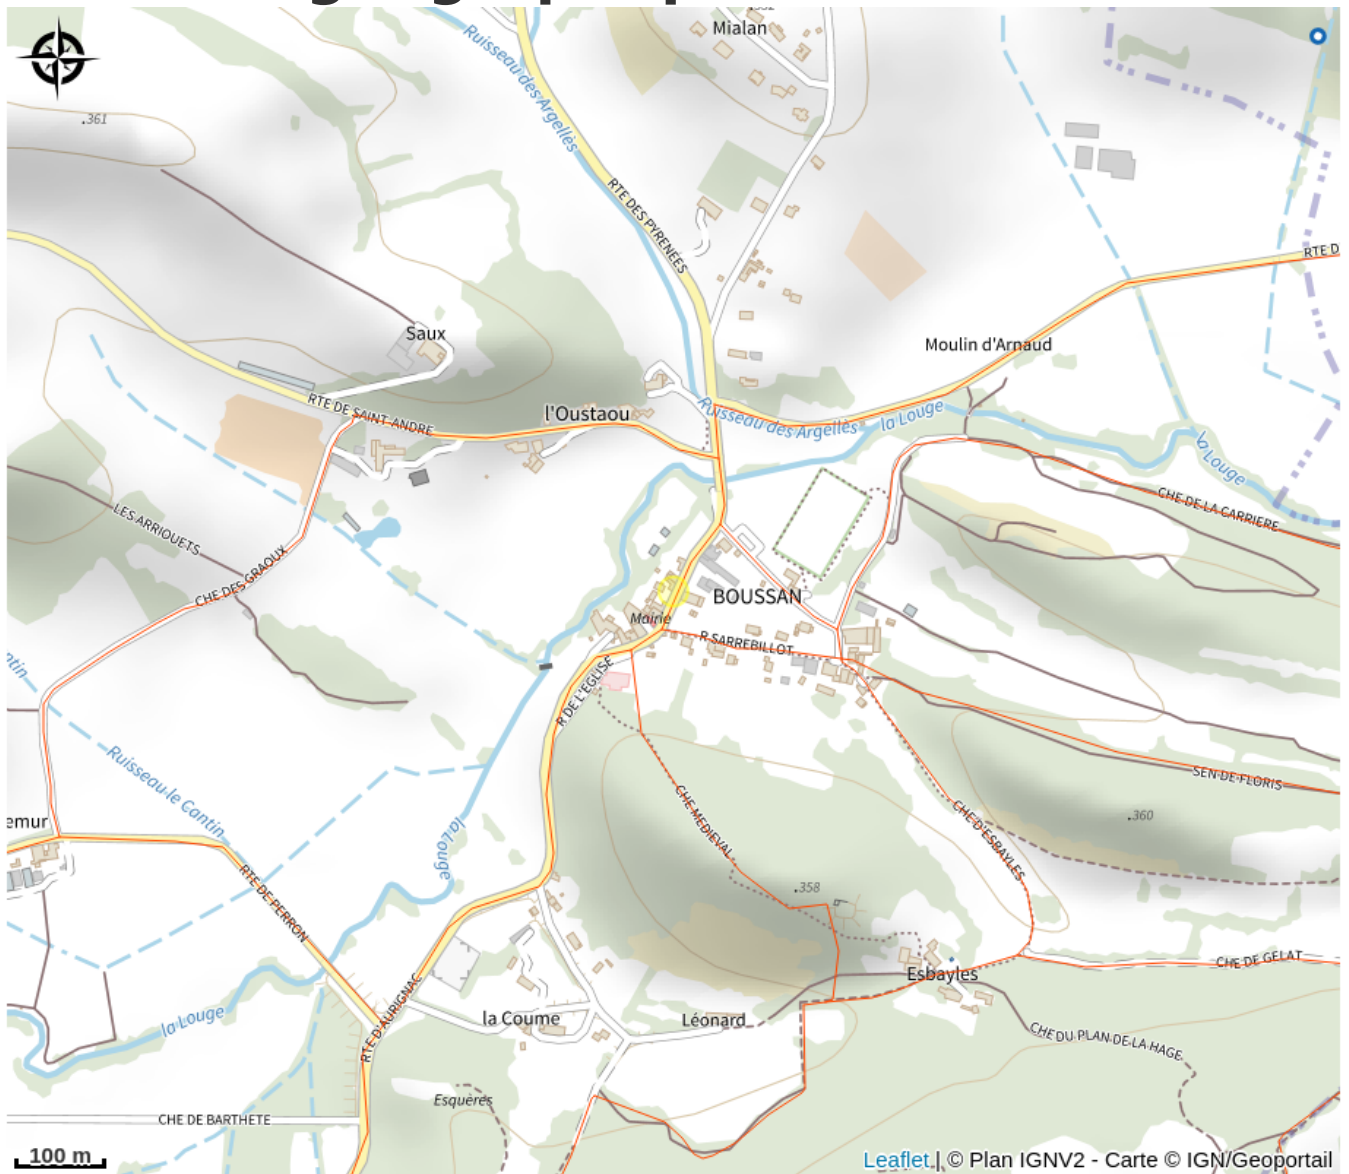 Mialan
Ruisseau des Argellès
.361
RTE DES PYRENEES
RTE D
Saux
Moulin d'Arnaud
RTE DE SAINT-ANDRE
l'Oustaou
Ruisseau des Argellès
la Louge
la Louge
CHE DE LA CARRIERE
LES ARRIOUETS
CHE DES GRAOUX
BOUSSAN
Mairie
R SARREBILLOT
R DE L'EGLISE
ntin
Ruisseau le Cantin
SEN DE FLORIS
CHE MEDIEVAL
CHE D'ESBAYLES
.360
emur
la Louge
RTE DE PERRON
.358
Esbayles
CHE DE GELAT
RTE D'AURIGNAC
la Louge
la Coume
Léonard
CHE DU PLAN DE LA HAGE
Esquères
CHE DE BARTHETE
100 m
Leaflet | © Plan IGNV2 - Carte © IGN/Geoportail